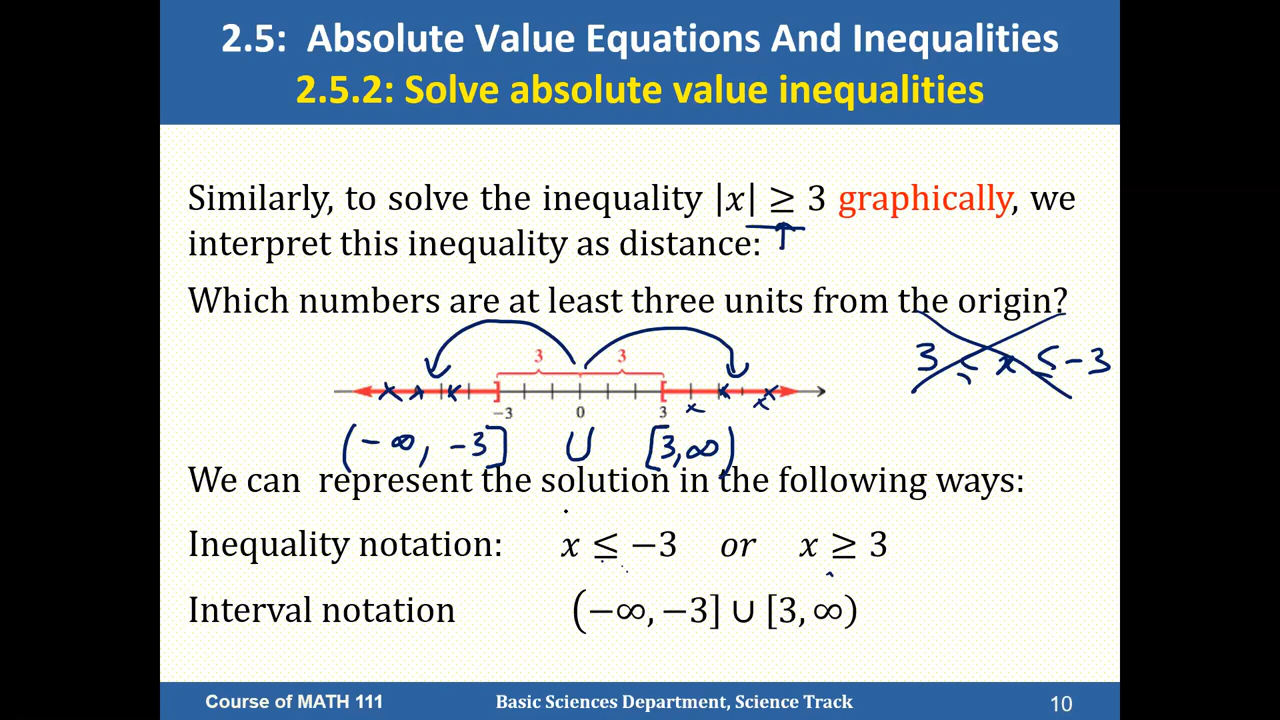 2.5: Absolute Value Equations And Inequalities
2.5.2: Solve absolute value inequalities
Similarly, to solve the inequality |x| ≥ 3 graphically, we
interpret this inequality as distance:
Which numbers are at least three units from the origin?
3 ≤ x ≤ -3
3 3
−3 0 3
(-∞, -3] ∪ [3, ∞)
We can represent the solution in the following ways:
Inequality notation: x ≤ −3 or x ≥ 3
Interval notation (−∞, −3] ∪ [3, ∞)
Course of MATH 111 Basic Sciences Department, Science Track 10